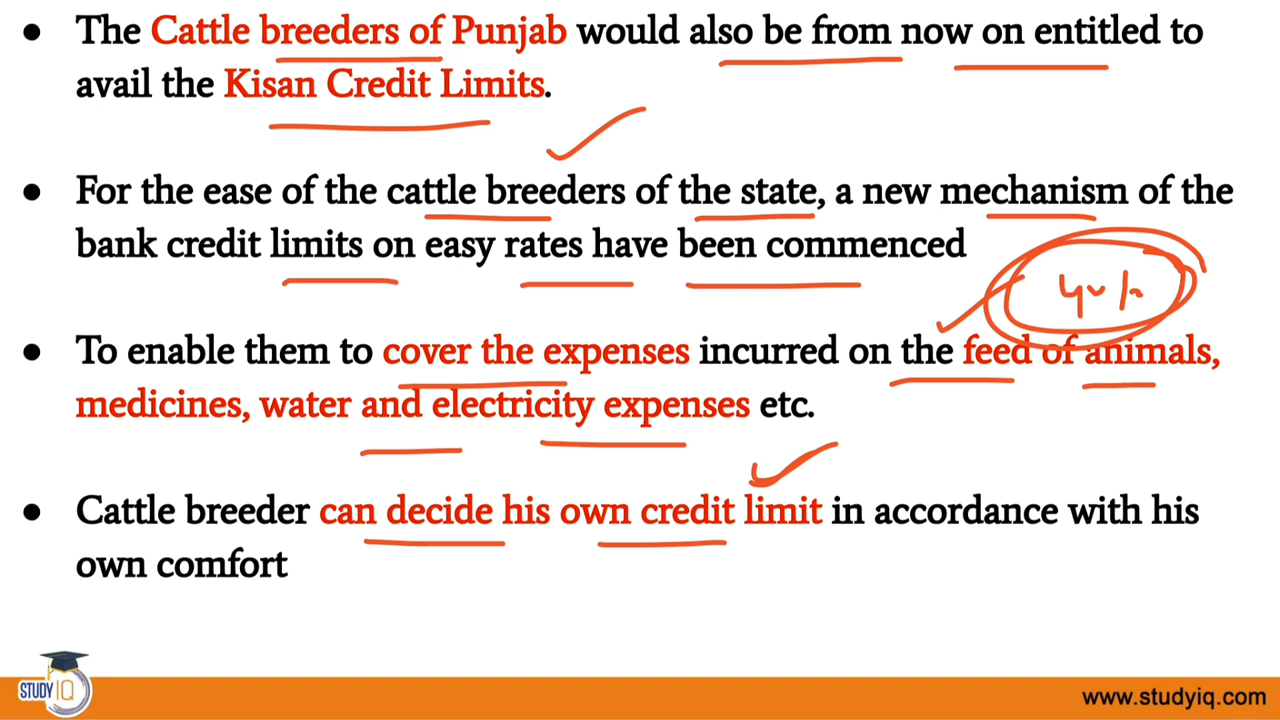 ● The Cattle breeders of Punjab would also be from now on entitled to
avail the Kisan Credit Limits.
● For the ease of the cattle breeders of the state, a new mechanism of the
bank credit limits on easy rates have been commenced
● To enable them to cover the expenses incurred on the feed of animals,
medicines, water and electricity expenses etc.
● Cattle breeder can decide his own credit limit in accordance with his
own comfort
STUDY IQ
www.studyiq.com